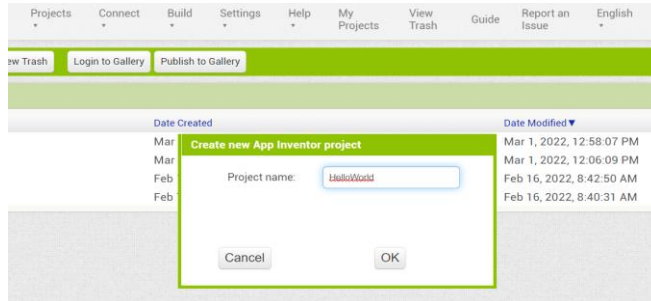 Projects Connect Build Settings Help My Projects View Trash Guide Report an Issue English
ew Trash Login to Gallery Publish to Gallery
Date Created Date Modified▼
Mar Mar 1, 2022, 12:58:07 PM
Mar Mar 1, 2022, 12:06:09 PM
Feb Feb 16, 2022, 8:42:50 AM
Feb Feb 16, 2022, 8:40:31 AM
Create new App Inventor project
Project name: HelloWorld
Cancel OK